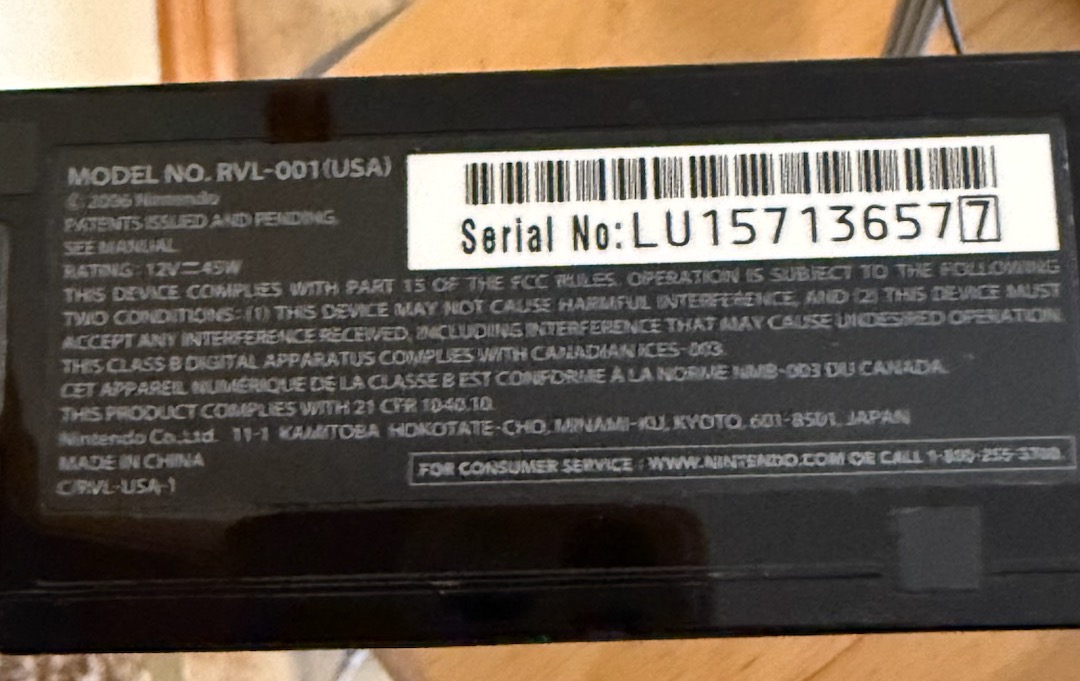 MODEL NO. RVL-001(USA)
© 2006 Nintendo
PATENTS ISSUED AND PENDING.
SEE MANUAL
RATING: 12V⎓45W
Serial No:LU157136577
THIS DEVICE COMPLIES WITH PART 15 OF THE FCC RULES. OPERATION IS SUBJECT TO THE FOLLOWING
TWO CONDITIONS: (1) THIS DEVICE MAY NOT CAUSE HARMFUL INTERFERENCE, AND (2) THIS DEVICE MUST
ACCEPT ANY INTERFERENCE RECEIVED, INCLUDING INTERFERENCE THAT MAY CAUSE UNDESIRED OPERATION.
THIS CLASS B DIGITAL APPARATUS COMPLIES WITH CANADIAN ICES-003.
CET APPAREIL NUMÉRIQUE DE LA CLASSE B EST CONFORME À LA NORME NMB-003 DU CANADA.
THIS PRODUCT COMPLIES WITH 21 CFR 1040.10.
Nintendo Co., Ltd. 11-1 KAMITOBA HOKOTATE-CHO, MINAMI-KU, KYOTO, 601-8501, JAPAN
MADE IN CHINA
C/RVL-USA-1
FOR CONSUMER SERVICE : WWW.NINTENDO.COM OR CALL 1-800-255-3700.